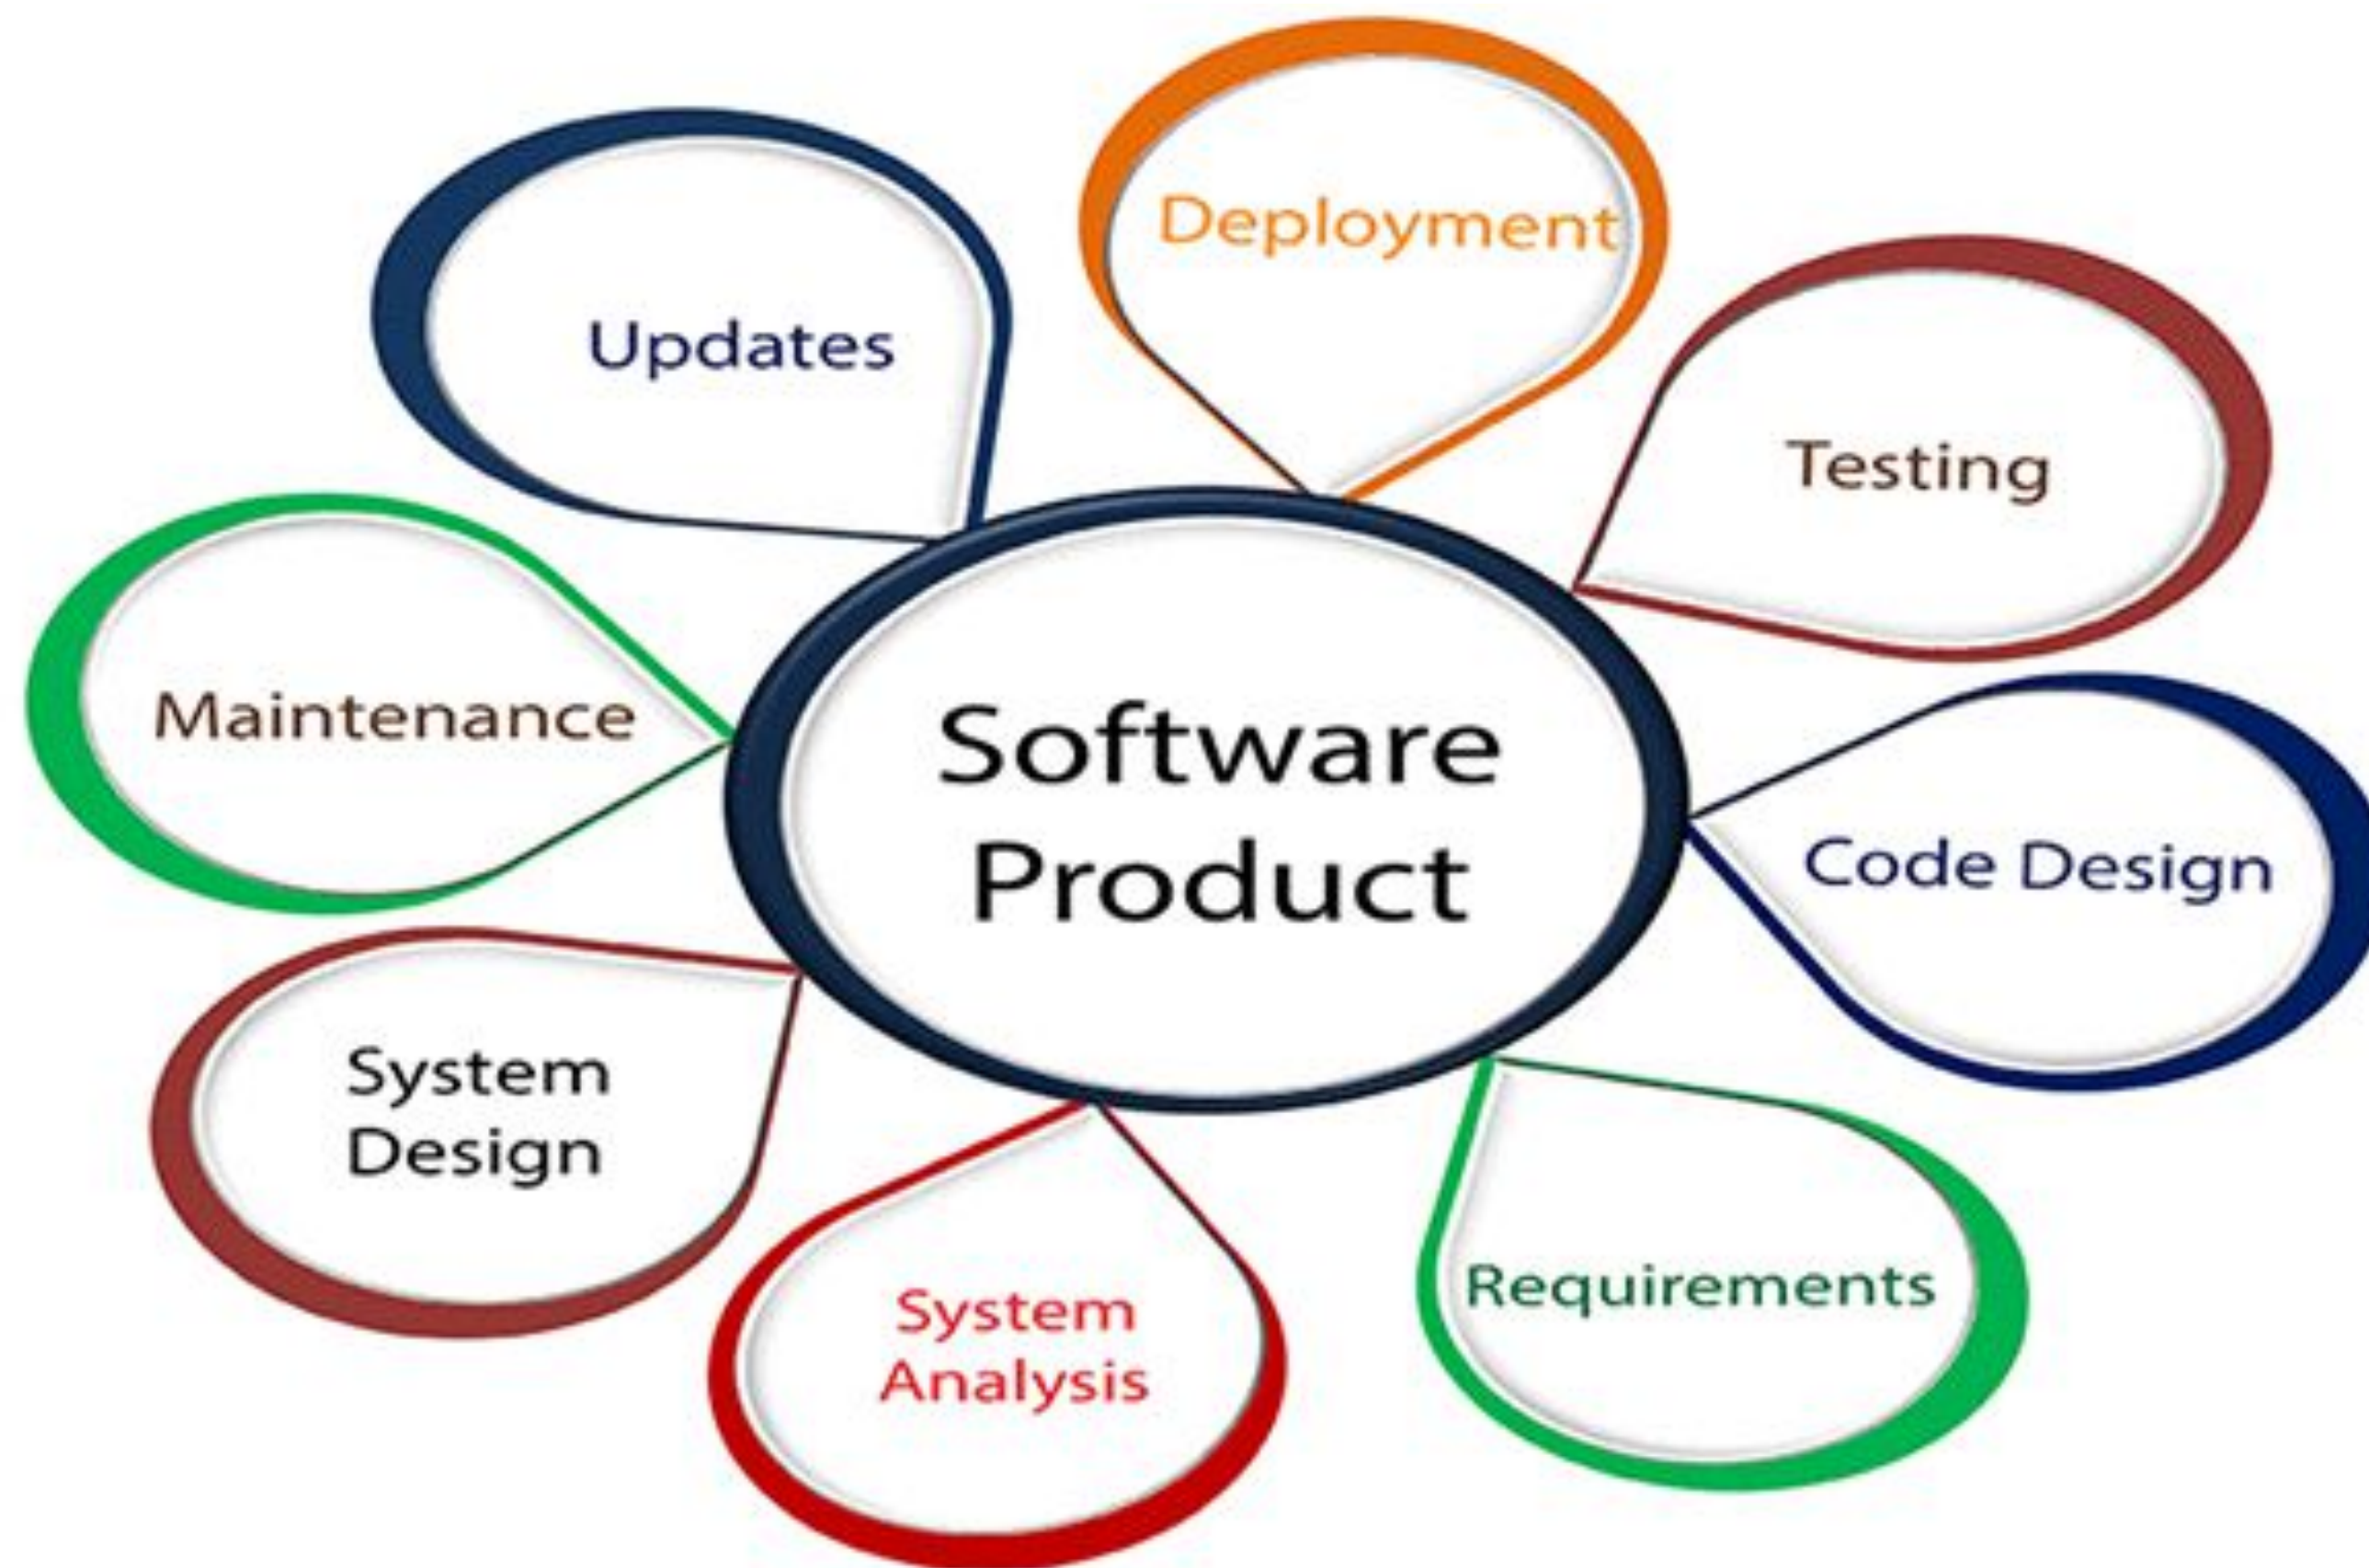 Deployment
Updates
Testing
Maintenance
Software
Product
Code Design
System
Design
System
Analysis
Requirements